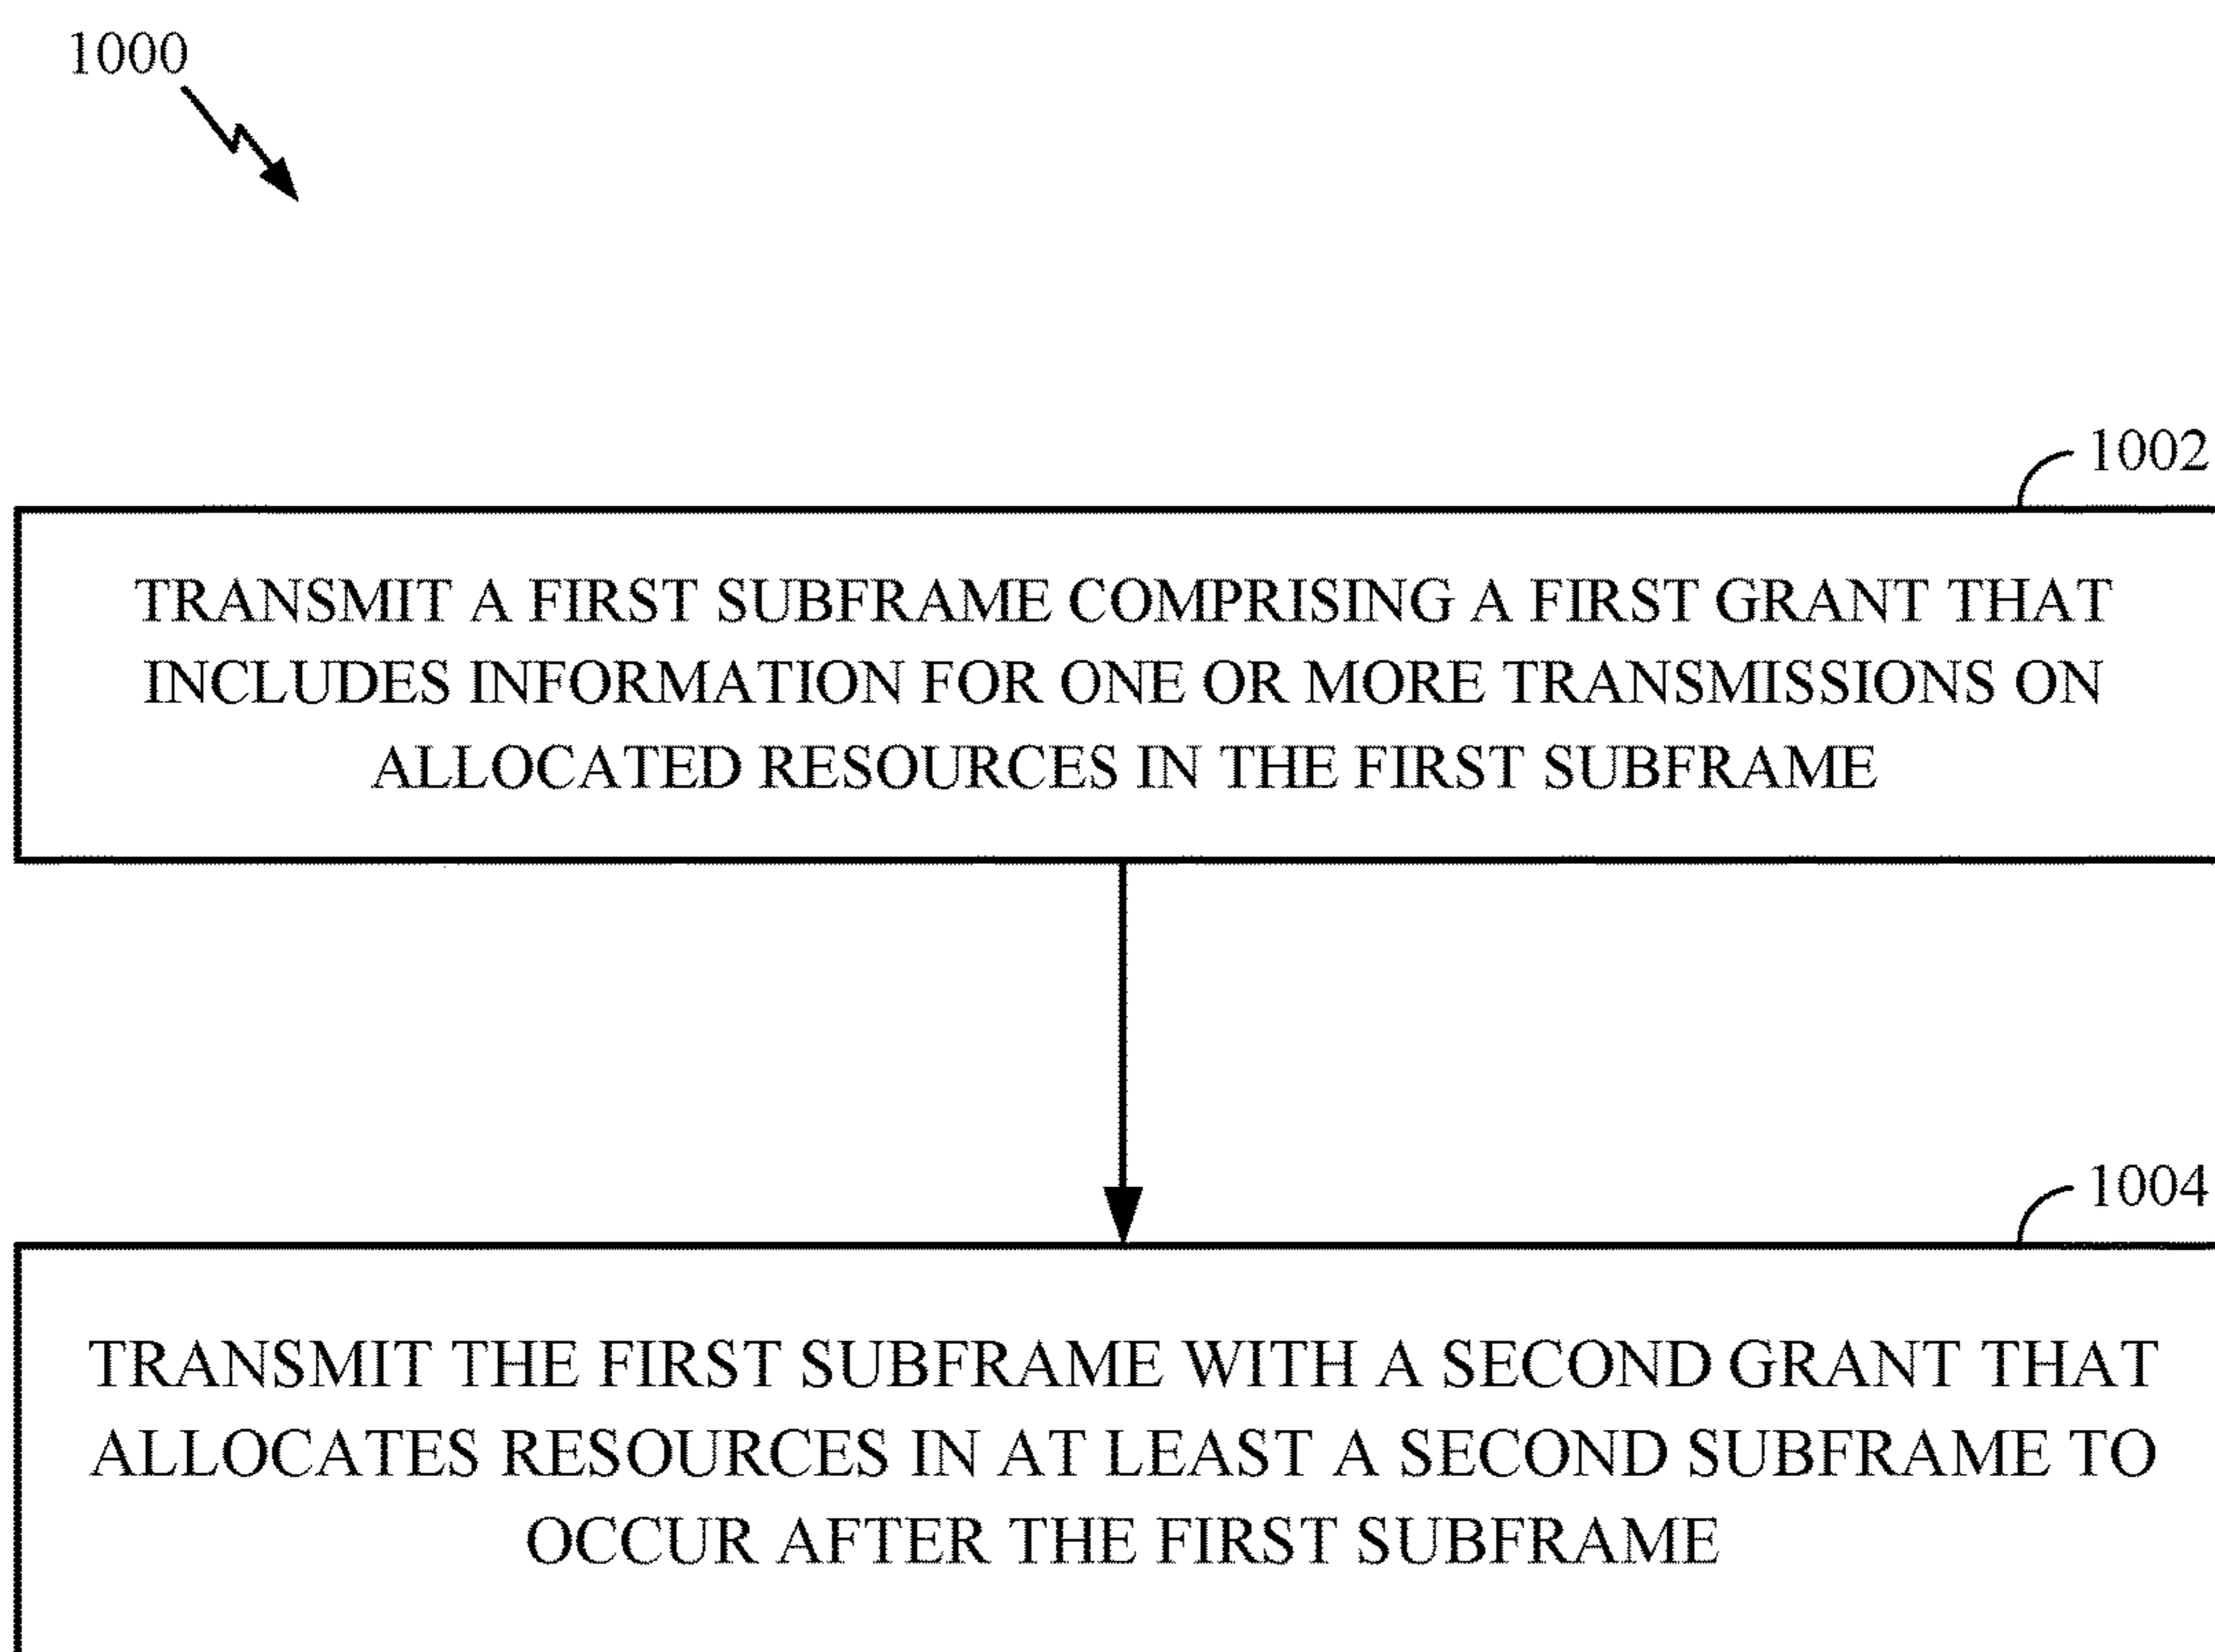 1000
1002
TRANSMIT A FIRST SUBFRAME COMPRISING A FIRST GRANT THAT
INCLUDES INFORMATION FOR ONE OR MORE TRANSMISSIONS ON
ALLOCATED RESOURCES IN THE FIRST SUBFRAME
1004
TRANSMIT THE FIRST SUBFRAME WITH A SECOND GRANT THAT
ALLOCATES RESOURCES IN AT LEAST A SECOND SUBFRAME TO
OCCUR AFTER THE FIRST SUBFRAME